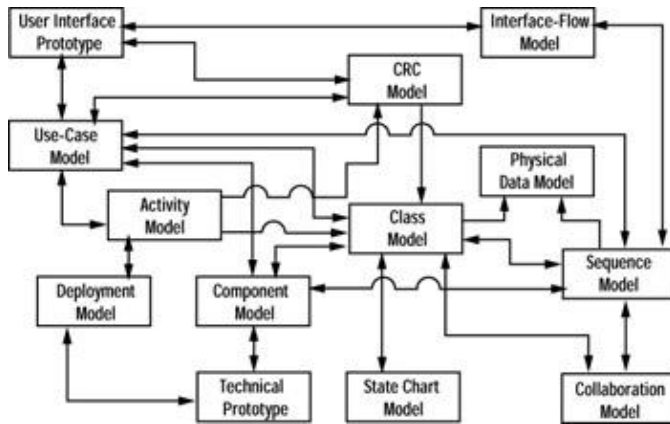 User Interface
Prototype
Interface-Flow
Model
CRC
Model
Use-Case
Model
Physical
Data Model
Activity
Model
Class
Model
Sequence
Model
Deployment
Model
Component
Model
Technical
Prototype
State Chart
Model
Collaboration
Model